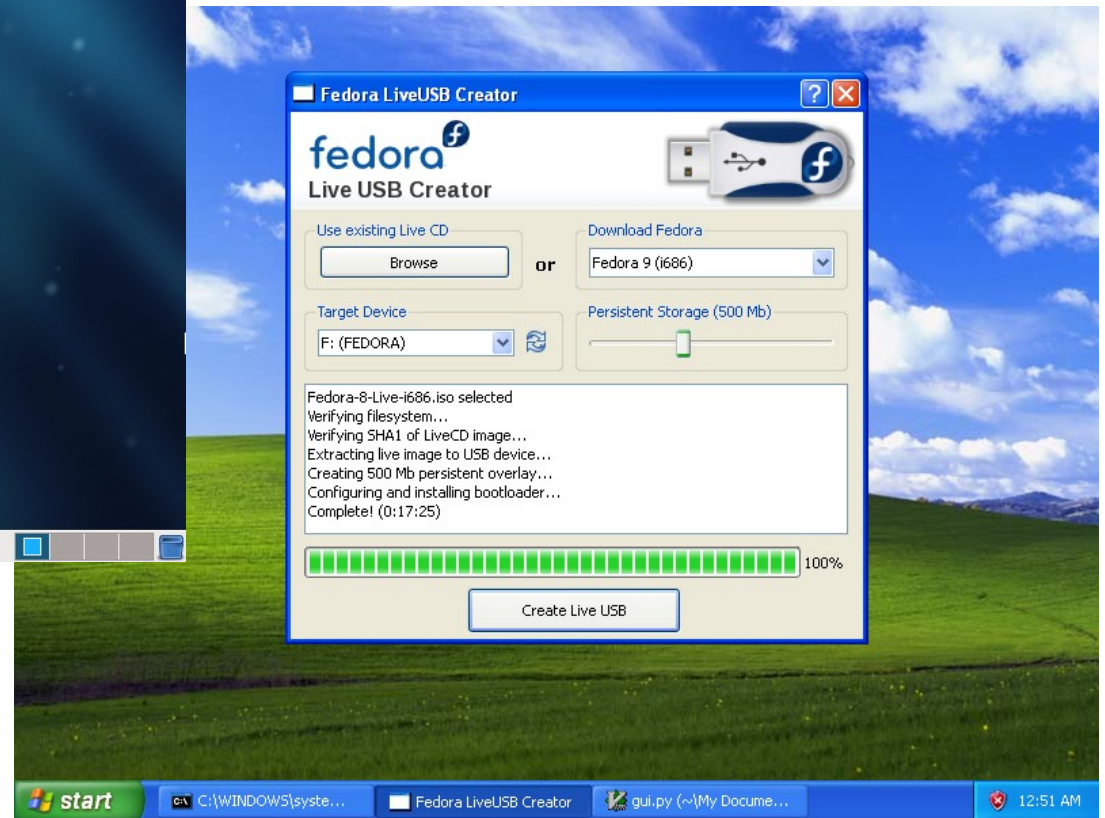 Fedora LiveUSB Creator
fedora
Live USB Creator
Use existing Live CD
Browse
or
Download Fedora
Fedora 9 (i686)
Target Device
F: (FEDORA)
Persistent Storage (500 Mb)
Fedora-8-Live-i686.iso selected
Verifying filesystem...
Verifying SHA1 of LiveCD image...
Extracting live image to USB device...
Creating 500 Mb persistent overlay...
Configuring and installing bootloader...
Complete! (0:17:25)
100%
Create Live USB
start
C:\WINDOWS\syste...
Fedora LiveUSB Creator
gui.py (~\My Docume...
12:51 AM